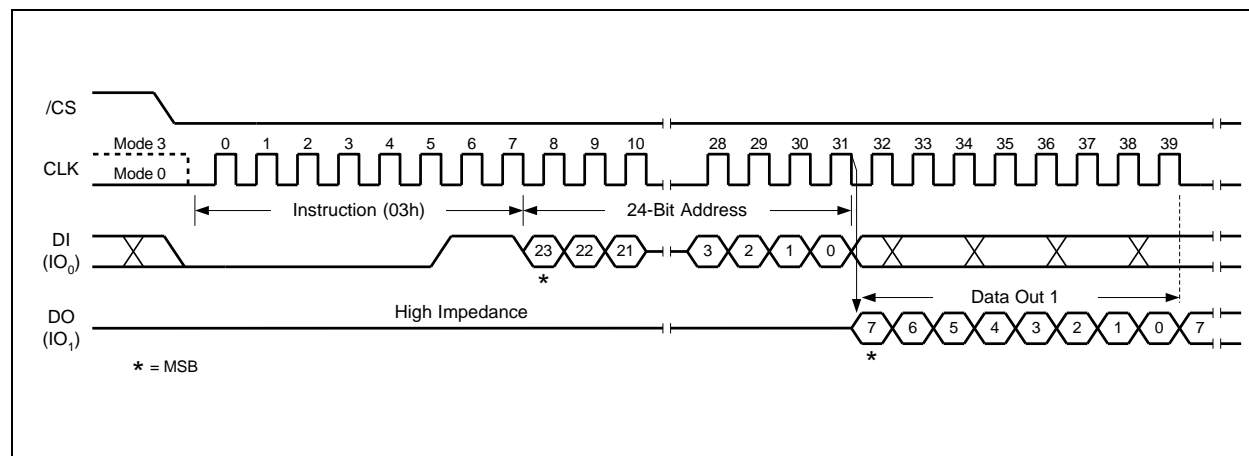 /CS
Mode 3
0 1 2 3 4 5 6 7 8 9 10 28 29 30 31 32 33 34 35 36 37 38 39
CLK
Mode 0
Instruction (03h) 24-Bit Address
DI
(IO0)
23 22 21 3 2 1 0
*
High Impedance
Data Out 1
DO
(IO1)
7 6 5 4 3 2 1 0 7
*
* = MSB